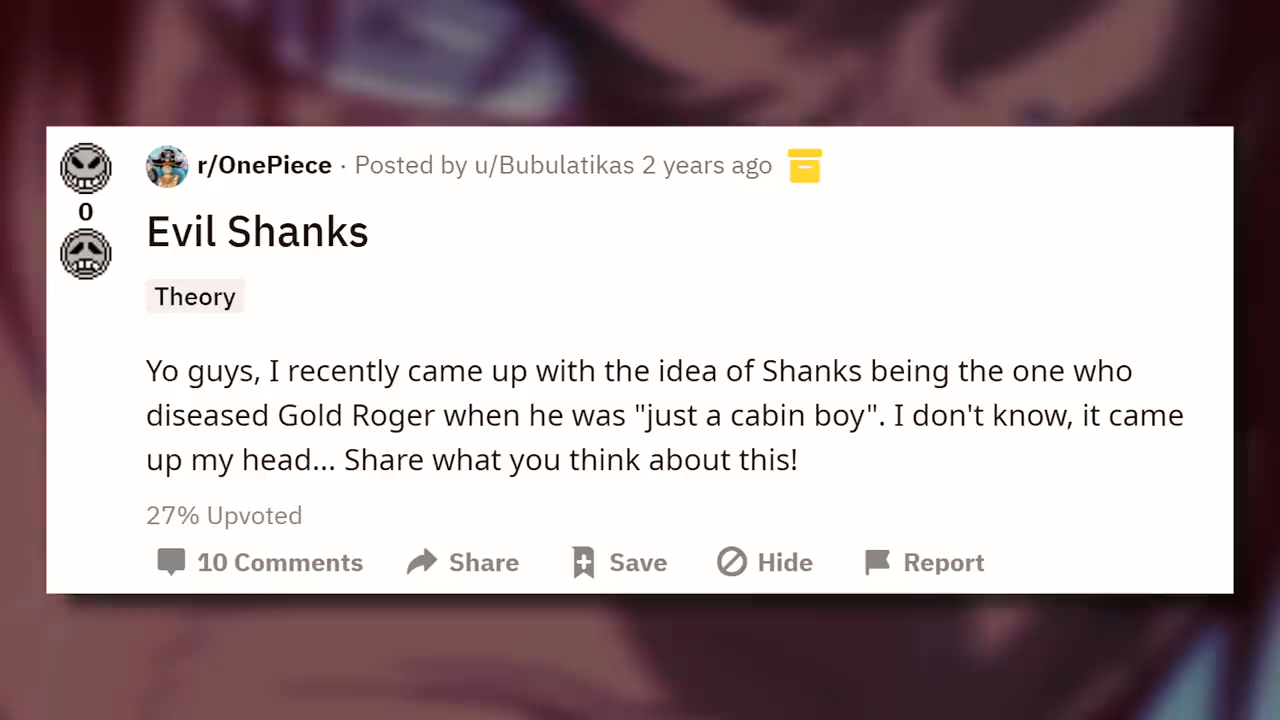 r/OnePiece · Posted by u/Bubulatikas 2 years ago
0
Evil Shanks
Theory
Yo guys, I recently came up with the idea of Shanks being the one who
diseased Gold Roger when he was "just a cabin boy". I don't know, it came
up my head... Share what you think about this!
27% Upvoted
10 Comments Share Save Hide Report